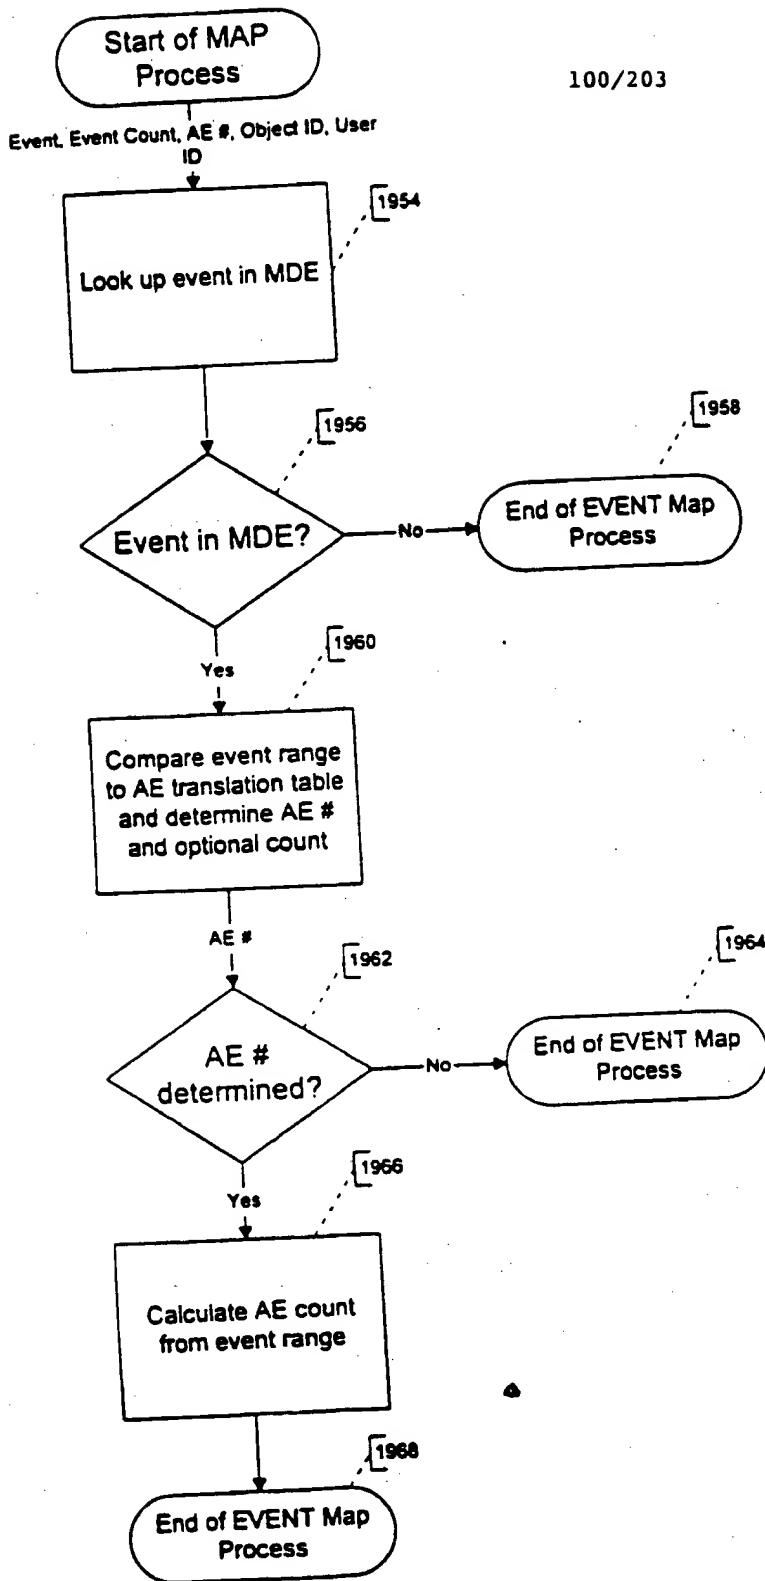 Start of MAP
Process
100/203
Event, Event Count, AE #, Object ID, User
ID
1954
Look up event in MDE
1956
1958
Event in MDE?
No
End of EVENT Map
Process
Yes
1960
Compare event range
to AE translation table
and determine AE #
and optional count
AE #
1962
1964
AE #
determined?
No
End of EVENT Map
Process
Yes
1966
Calculate AE count
from event range
1968
End of EVENT Map
Process